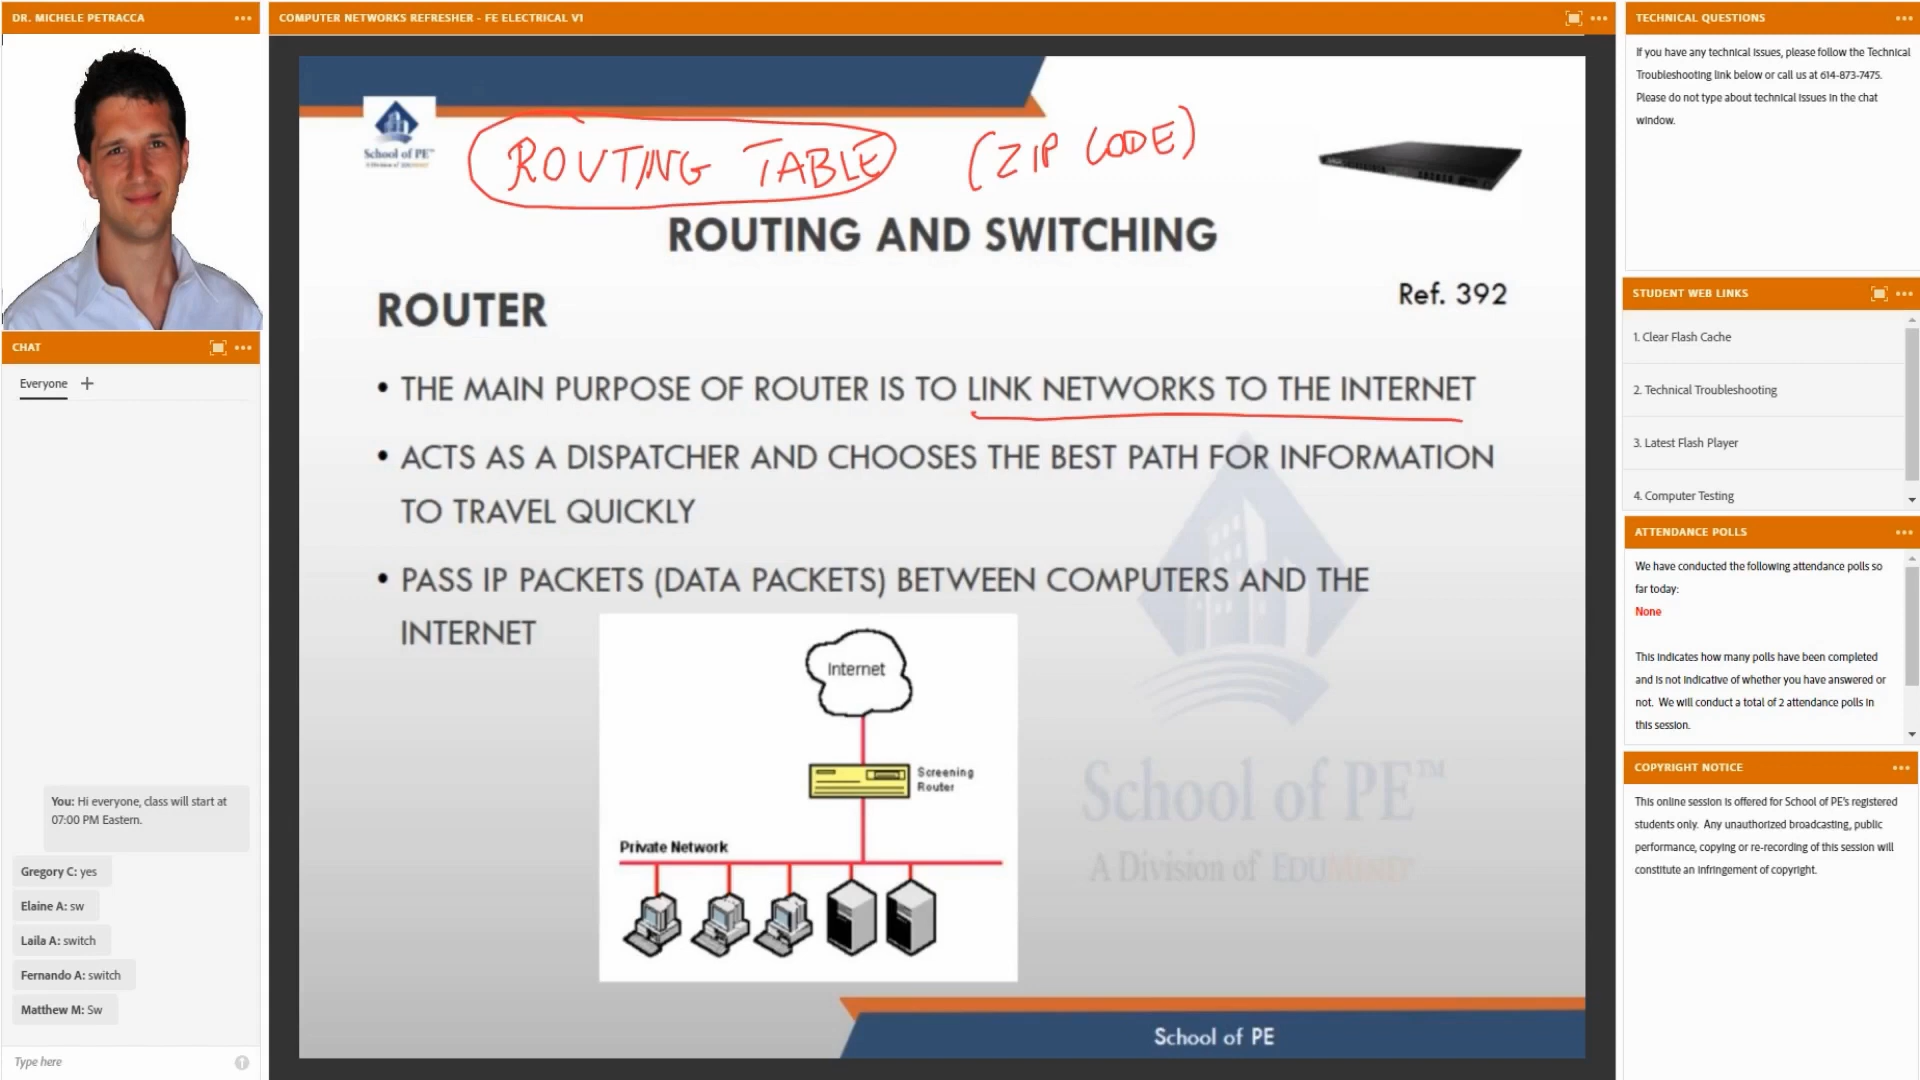 DR. MICHELE PETRACCA
COMPUTER NETWORKS REFRESHER - FE ELECTRICAL V1
School of PE™
ROUTING TABLE (ZIP CODE)
ROUTING AND SWITCHING
Ref. 392
ROUTER
• THE MAIN PURPOSE OF ROUTER IS TO LINK NETWORKS TO THE INTERNET
• ACTS AS A DISPATCHER AND CHOOSES THE BEST PATH FOR INFORMATION
TO TRAVEL QUICKLY
• PASS IP PACKETS (DATA PACKETS) BETWEEN COMPUTERS AND THE
INTERNET
Internet
Screening
Router
Private Network
School of PE™
A Division of EDUMIND
School of PE
CHAT
Everyone +
You: Hi everyone, class will start at
07:00 PM Eastern.
Gregory C: yes
Elaine A: sw
Laila A: switch
Fernando A: switch
Matthew M: Sw
Type here
TECHNICAL QUESTIONS
If you have any technical issues, please follow the Technical
Troubleshooting link below or call us at 614-873-7475.
Please do not type about technical issues in the chat
window.
STUDENT WEB LINKS
1. Clear Flash Cache
2. Technical Troubleshooting
3. Latest Flash Player
4. Computer Testing
ATTENDANCE POLLS
We have conducted the following attendance polls so
far today:
None
This indicates how many polls have been completed
and is not indicative of whether you have answered or
not. We will conduct a total of 2 attendance polls in
this session.
COPYRIGHT NOTICE
This online session is offered for School of PE's registered
students only. Any unauthorized broadcasting, public
performance, copying or re-recording of this session will
constitute an infringement of copyright.